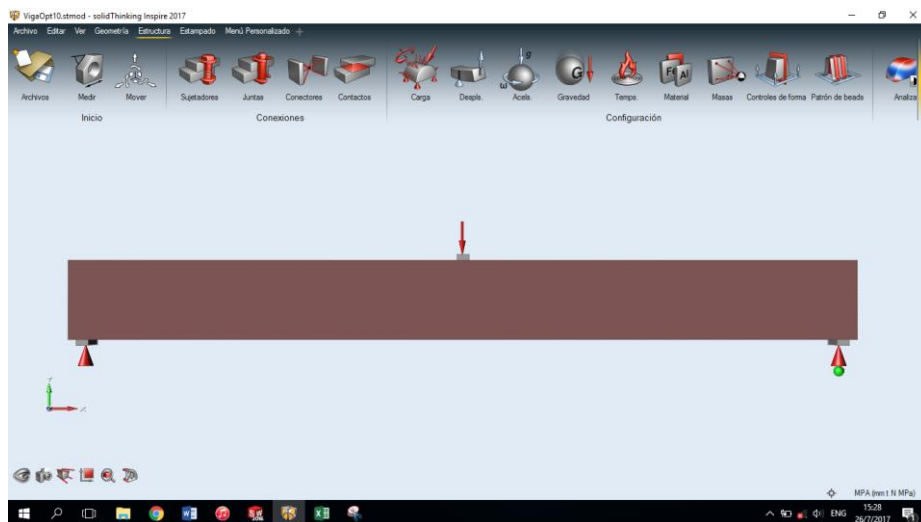 VigaOpt10.stmod - solidThinking Inspire 2017
Archivo Editar Ver Geometría Estructura Estampado Menú Personalizado +
Archivos Medir Mover Sujetadores Juntas Conectores Contactos Carga Despls. Acels. Gravedad Temps. Material Masas Controles de forma Patrón de beads Analiza
Inicio Conexiones Configuración
Y
X
MPA (mm t N MPa)
ENG
15:28
26/7/2017